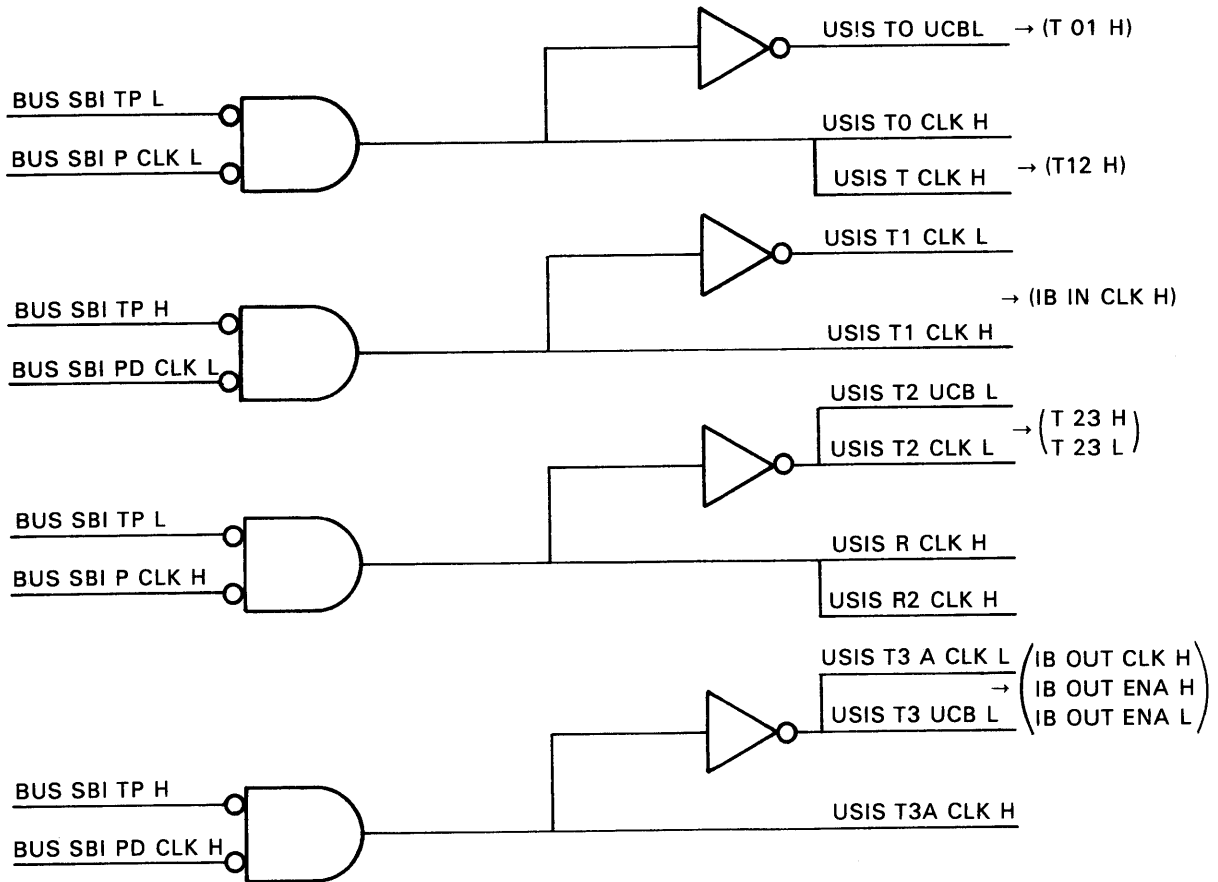 US!S TO UCBL → (T 01 H)
BUS SBI TP L
USIS T0 CLK H
BUS SBI P CLK L
USIS T CLK H → (T12 H)
USIS T1 CLK L
BUS SBI TP H
→ (IB IN CLK H)
USIS T1 CLK H
BUS SBI PD CLK L
USIS T2 UCB L
→ (T 23 H
T 23 L)
USIS T2 CLK L
BUS SBI TP L
USIS R CLK H
BUS SBI P CLK H
USIS R2 CLK H
USIS T3 A CLK L
→ (IB OUT CLK H
IB OUT ENA H
IB OUT ENA L)
USIS T3 UCB L
BUS SBI TP H
USIS T3A CLK H
BUS SBI PD CLK H